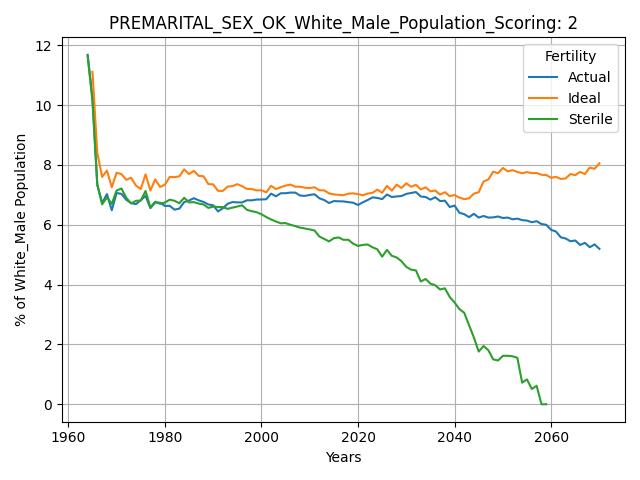 PREMARITAL_SEX_OK_White_Male_Population_Scoring: 2
% of White_Male Population
12
10
8
6
4
2
0
Fertility
Actual
Ideal
Sterile
1960 1980 2000 2020 2040 2060
Years